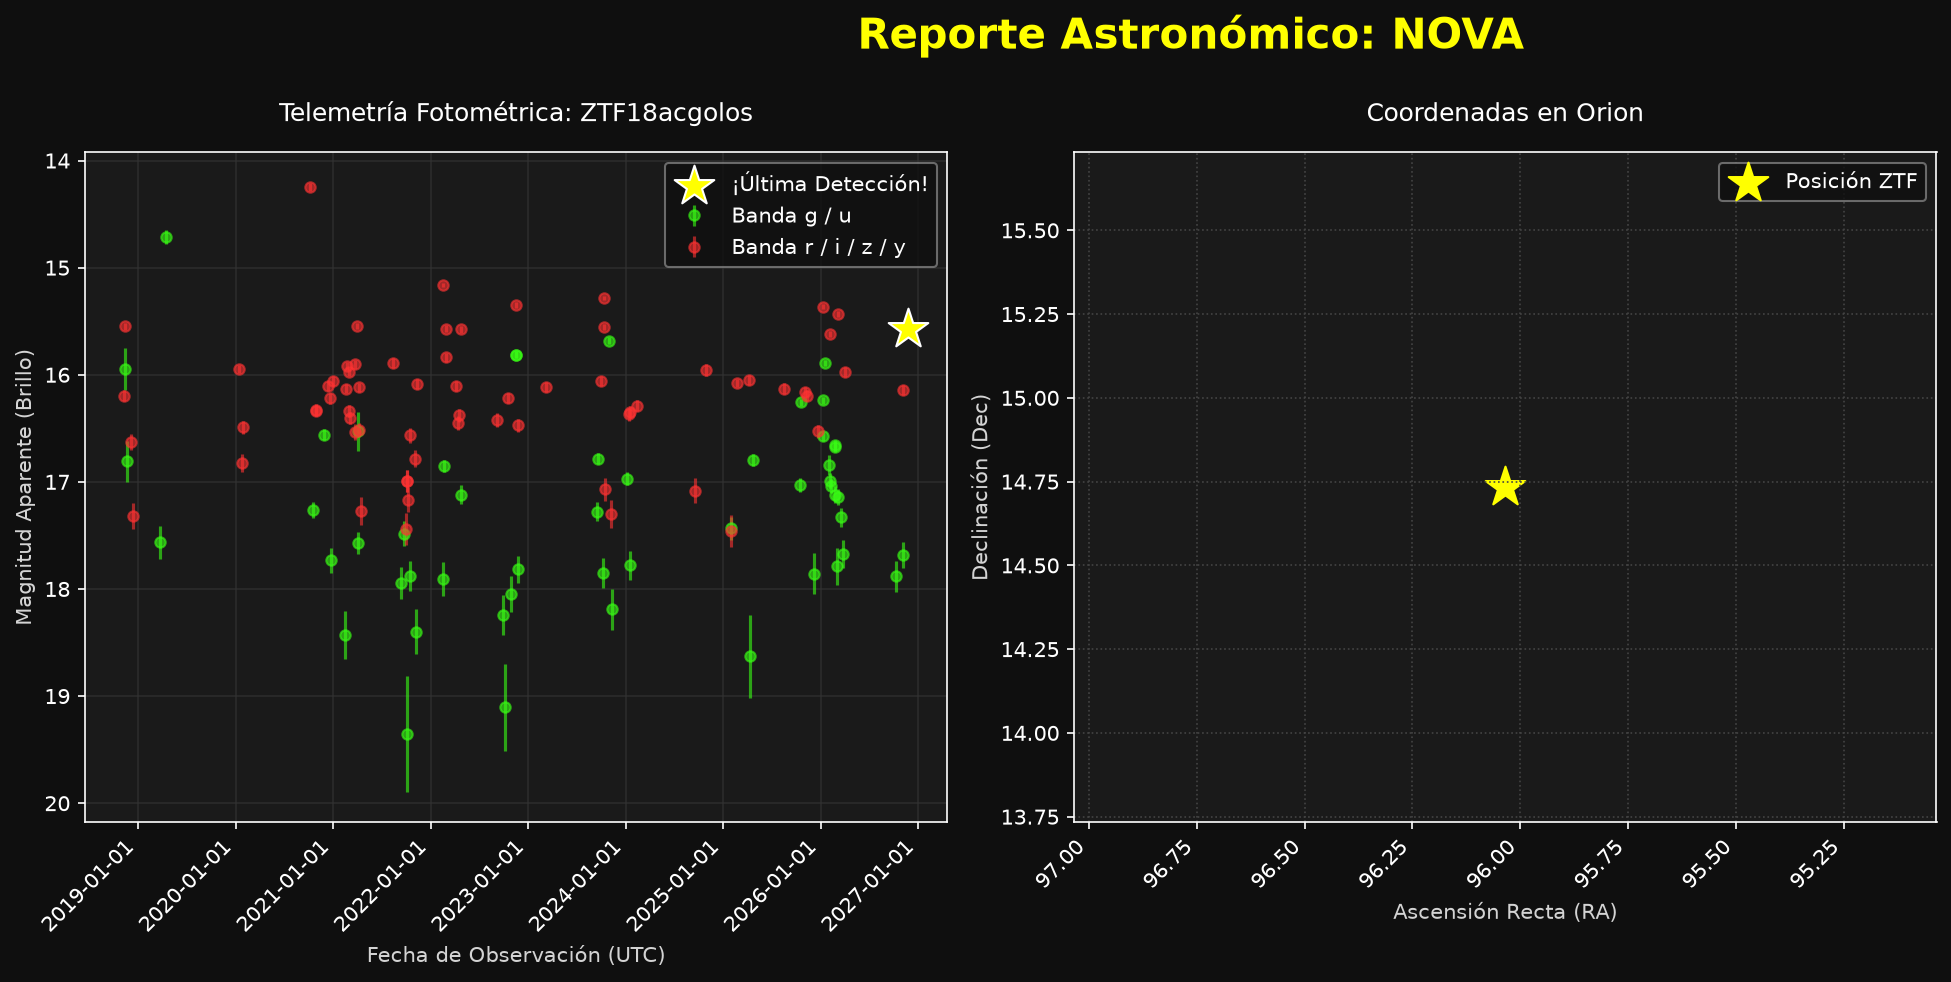 Reporte Astronómico: NOVA
Telemetría Fotométrica: ZTF18acgolos
¡Última Detección!
Banda g / u
Banda r / i / z / y
14
15
16
17
18
19
20
Magnitud Aparente (Brillo)
2019-01-01
2020-01-01
2021-01-01
2022-01-01
2023-01-01
2024-01-01
2025-01-01
2026-01-01
2027-01-01
Fecha de Observación (UTC)
Coordenadas en Orion
Posición ZTF
15.50
15.25
15.00
14.75
14.50
14.25
14.00
13.75
Declinación (Dec)
97.00
96.75
96.50
96.25
96.00
95.75
95.50
95.25
Ascensión Recta (RA)